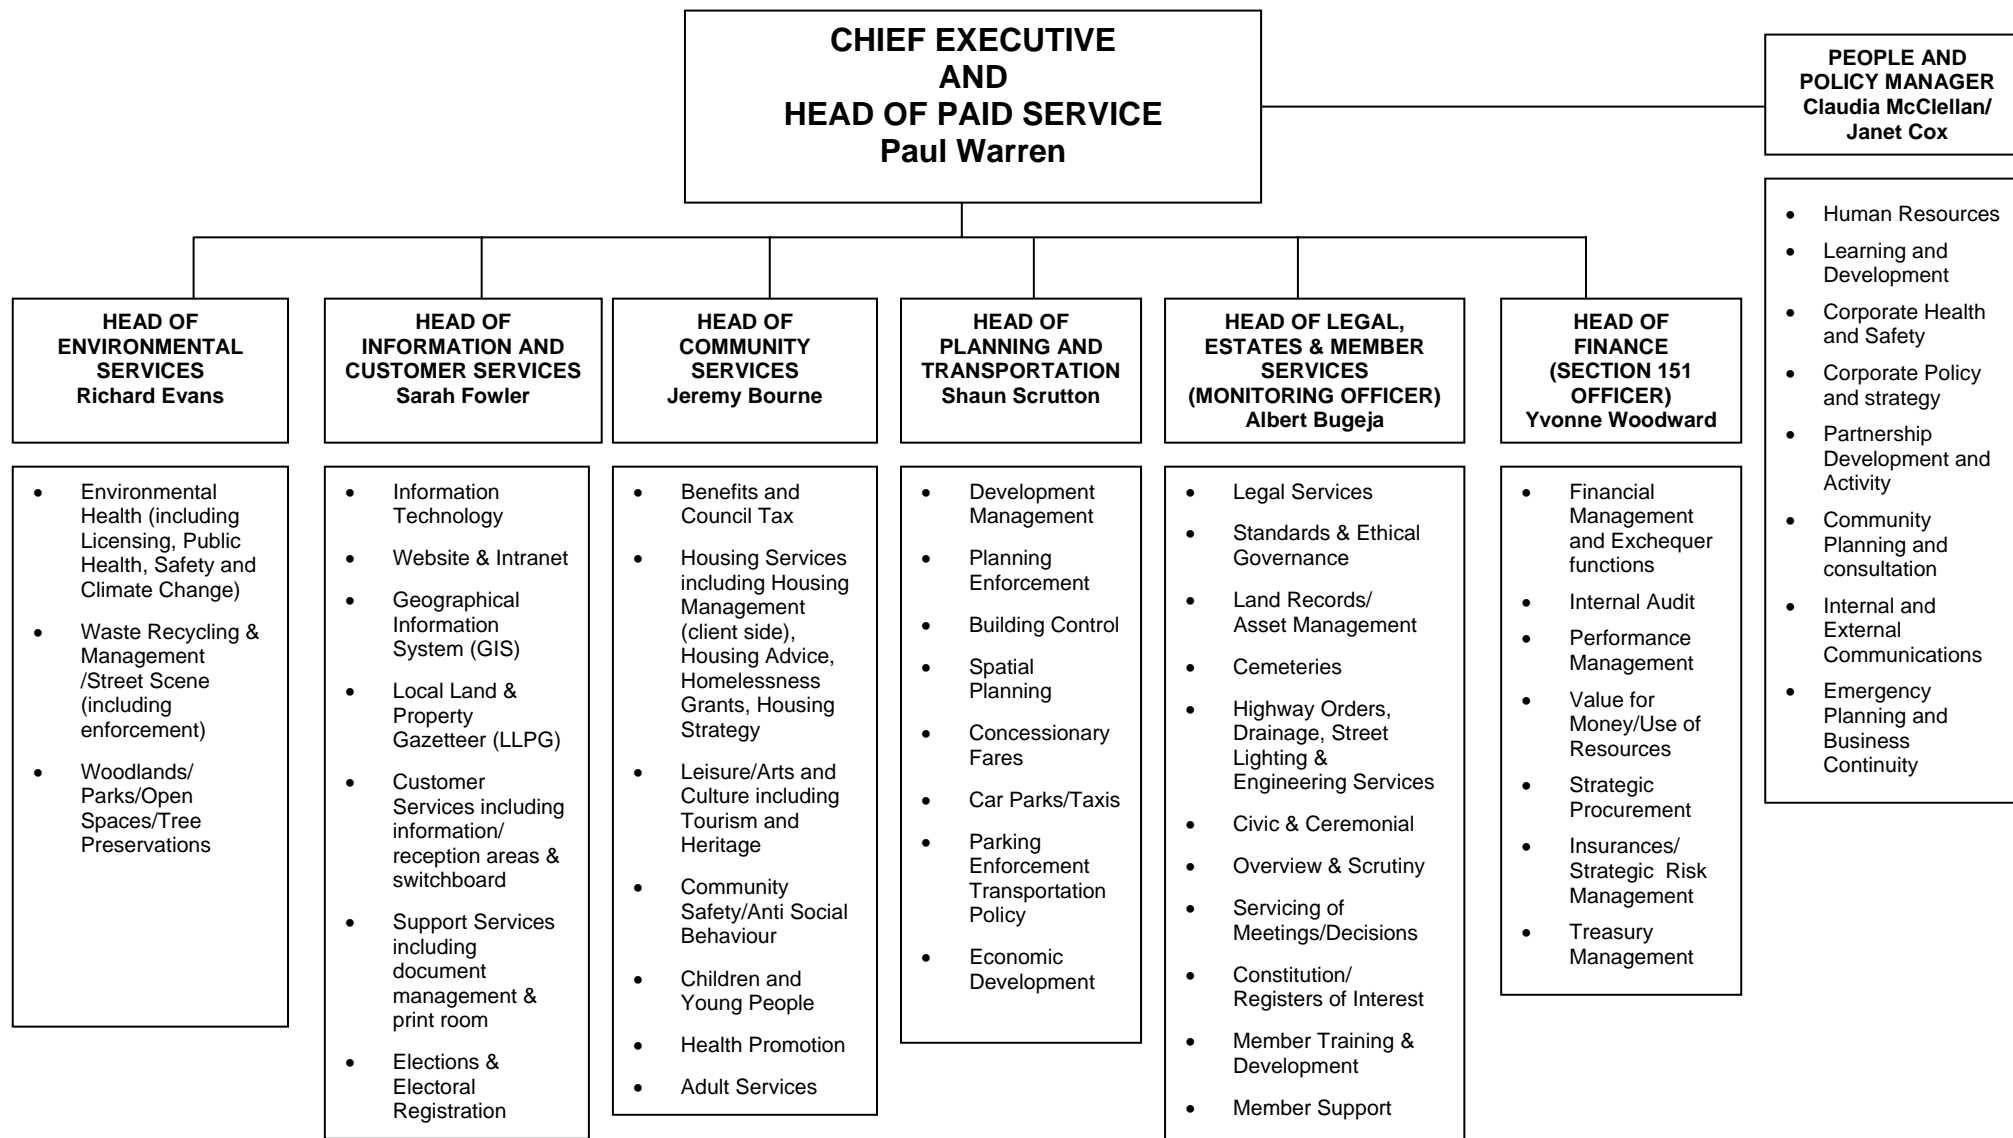 CHIEF EXECUTIVE
AND
HEAD OF PAID SERVICE
Paul Warren
PEOPLE AND
POLICY MANAGER
Claudia McClellan/
Janet Cox
• Human Resources
• Learning and
Development
• Corporate Health
and Safety
• Corporate Policy
and strategy
• Partnership
Development and
Activity
• Community
Planning and
consultation
• Internal and
External
Communications
• Emergency
Planning and
Business
Continuity
HEAD OF
ENVIRONMENTAL
SERVICES
Richard Evans
• Environmental
Health (including
Licensing, Public
Health, Safety and
Climate Change)
• Waste Recycling &
Management
/Street Scene
(including
enforcement)
• Woodlands/
Parks/Open
Spaces/Tree
Preservations
HEAD OF
INFORMATION AND
CUSTOMER SERVICES
Sarah Fowler
• Information
Technology
• Website & Intranet
• Geographical
Information
System (GIS)
• Local Land &
Property
Gazetteer (LLPG)
• Customer
Services including
information/
reception areas &
switchboard
• Support Services
including
document
management &
print room
• Elections &
Electoral
Registration
HEAD OF
COMMUNITY
SERVICES
Jeremy Bourne
• Benefits and
Council Tax
• Housing Services
including Housing
Management
(client side),
Housing Advice,
Homelessness
Grants, Housing
Strategy
• Leisure/Arts and
Culture including
Tourism and
Heritage
• Community
Safety/Anti Social
Behaviour
• Children and
Young People
• Health Promotion
• Adult Services
HEAD OF
PLANNING AND
TRANSPORTATION
Shaun Scrutton
• Development
Management
• Planning
Enforcement
• Building Control
• Spatial
Planning
• Concessionary
Fares
• Car Parks/Taxis
• Parking
Enforcement
Transportation
Policy
• Economic
Development
HEAD OF LEGAL,
ESTATES & MEMBER
SERVICES
(MONITORING OFFICER)
Albert Bugeja
• Legal Services
• Standards & Ethical
Governance
• Land Records/
Asset Management
• Cemeteries
• Highway Orders,
Drainage, Street
Lighting &
Engineering Services
• Civic & Ceremonial
• Overview & Scrutiny
• Servicing of
Meetings/Decisions
• Constitution/
Registers of Interest
• Member Training &
Development
• Member Support
HEAD OF
FINANCE
(SECTION 151
OFFICER)
Yvonne Woodward
• Financial
Management
and Exchequer
functions
• Internal Audit
• Performance
Management
• Value for
Money/Use of
Resources
• Strategic
Procurement
• Insurances/
Strategic Risk
Management
• Treasury
Management